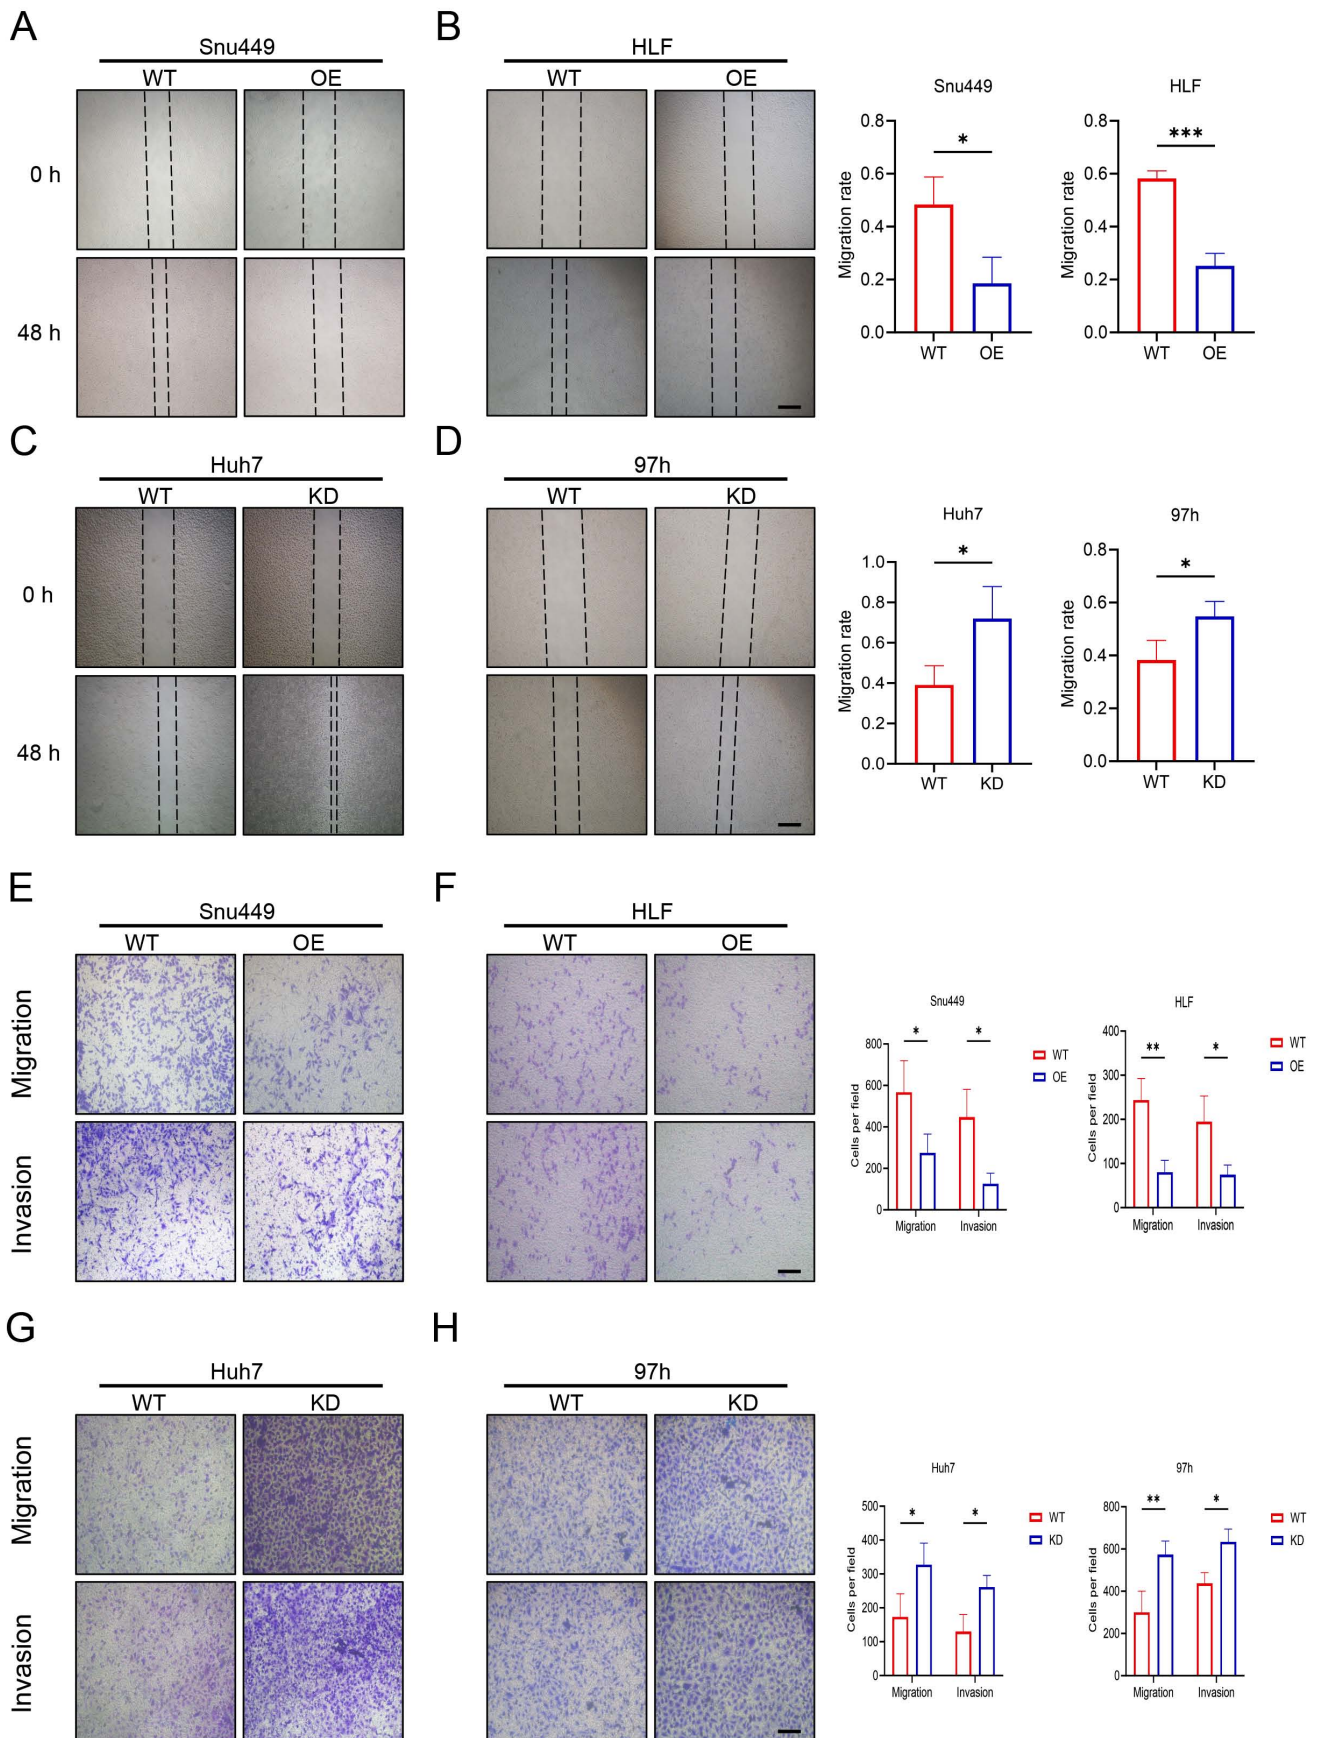 A
B
Snu449
HLF
WT
OE
WT
OE
0 h
48 h
Snu449
HLF
Migration rate
0.8
0.6
0.4
0.2
0.0
*
WT
OE
Migration rate
0.8
0.6
0.4
0.2
0.0
***
WT
OE
C
D
Huh7
97h
WT
KD
WT
KD
0 h
48 h
Huh7
97h
Migration rate
1.0
0.8
0.6
0.4
0.2
0.0
*
WT
KD
Migration rate
0.8
0.6
0.4
0.2
0.0
*
WT
KD
E
F
Snu449
HLF
WT
OE
WT
OE
Migration
Invasion
Snu449
Cells per field
800
600
400
200
0
*
*
Migration
Invasion
WT
OE
HLF
Cells per field
400
300
200
100
0
**
*
Migration
Invasion
WT
OE
G
H
Huh7
97h
WT
KD
WT
KD
Migration
Invasion
Huh7
Cells per field
500
400
300
200
100
0
*
*
Migration
Invasion
WT
KD
97h
Cells per field
800
600
400
200
0
**
*
Migration
Invasion
WT
KD